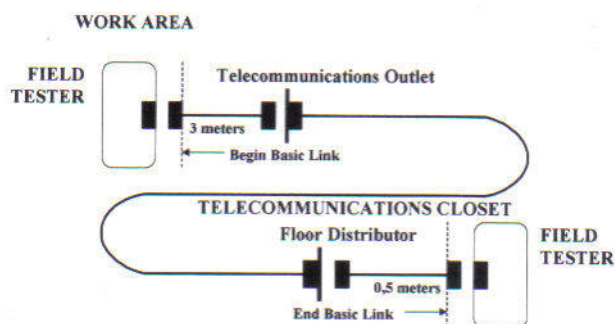 WORK AREA
FIELD
TESTER
Telecommunications Outlet
3 meters
Begin Basic Link
TELECOMMUNICATIONS CLOSET
Floor Distributor
FIELD
TESTER
0,5 meters
End Basic Link